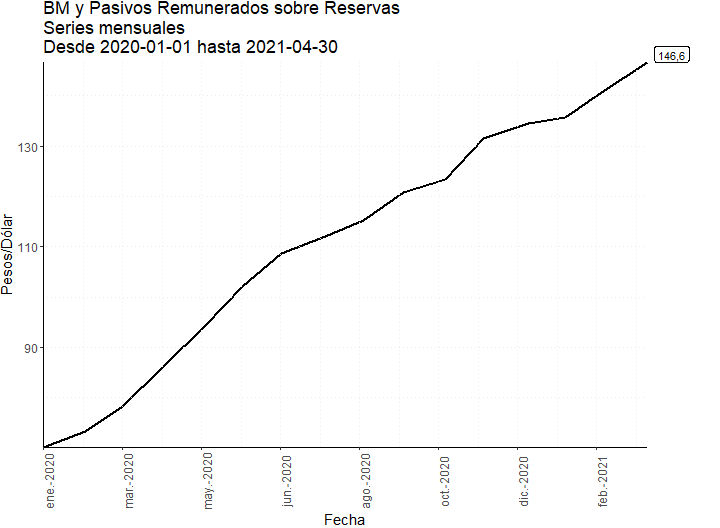 BM y Pasivos Remunerados sobre Reservas
Series mensuales
Desde 2020-01-01 hasta 2021-04-30
146,6
130
110
90
Pesos/Dólar
ene.-2020
mar.-2020
may.-2020
jun.-2020
ago.-2020
oct.-2020
dic.-2020
feb.-2021
Fecha